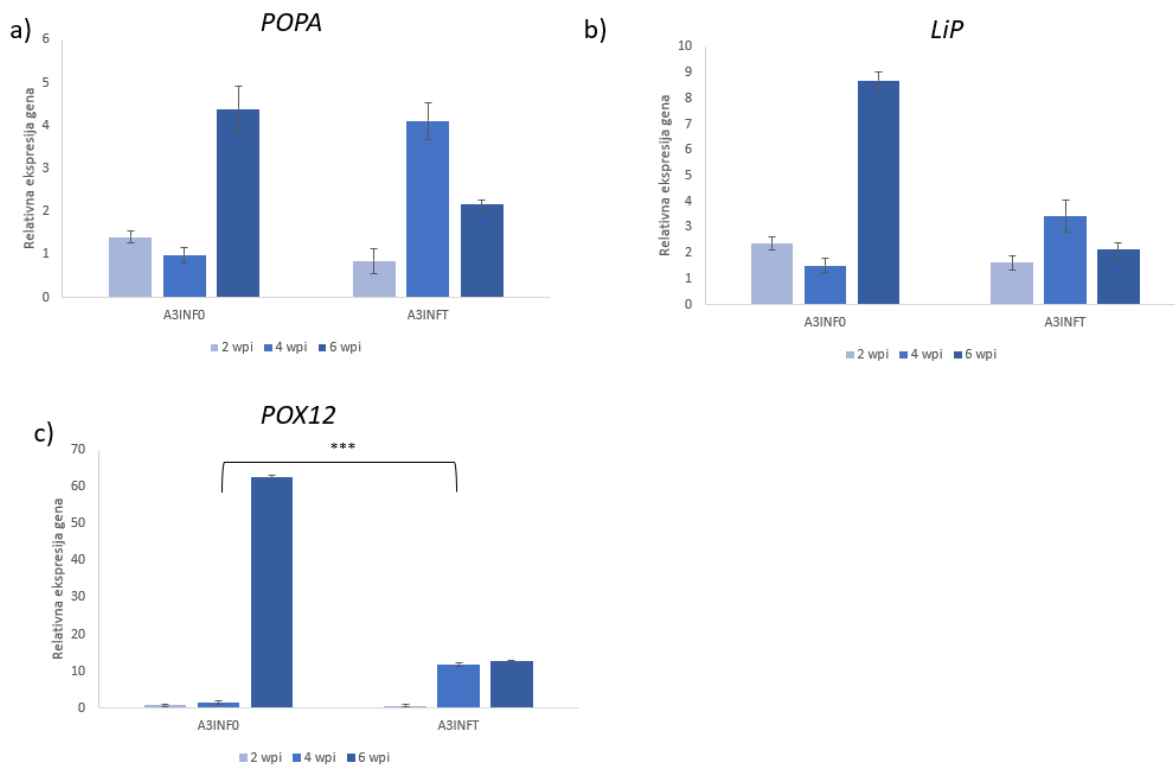 a)
POPA
Relativna ekspresija gena
6
5
4
3
2
1
0
A3INF0
A3INFT
2 wpi 4 wpi 6 wpi
b)
LiP
Relativna ekspresija gena
10
9
8
7
6
5
4
3
2
1
0
A3INF0
A3INFT
2 wpi 4 wpi 6 wpi
c)
POX12
***
Relativna ekspresija gena
70
60
50
40
30
20
10
0
A3INF0
A3INFT
2 wpi 4 wpi 6 wpi